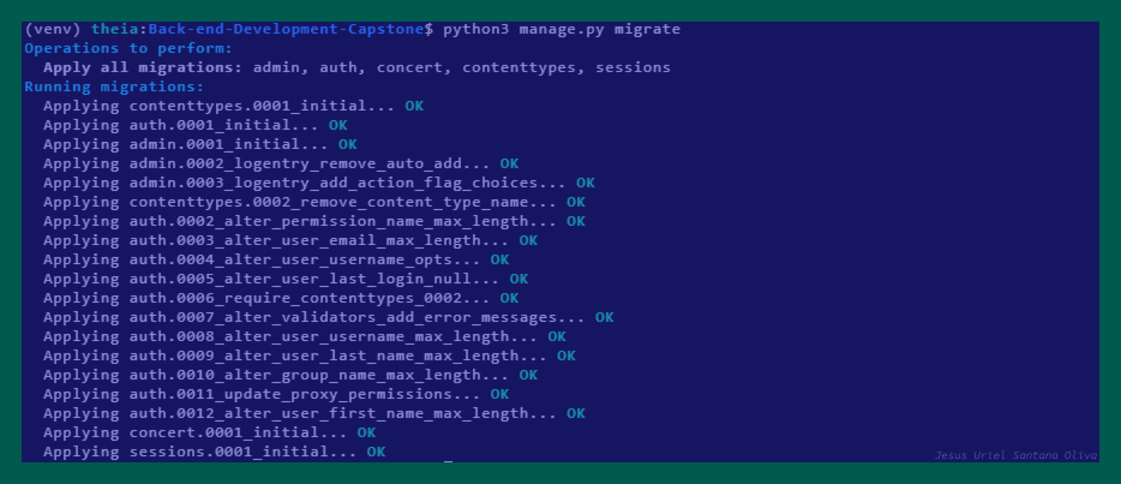 (venv) theia:Back-end-Development-Capstone$ python3 manage.py migrate
Operations to perform:
  Apply all migrations: admin, auth, concert, contenttypes, sessions
Running migrations:
  Applying contenttypes.0001_initial... OK
  Applying auth.0001_initial... OK
  Applying admin.0001_initial... OK
  Applying admin.0002_logentry_remove_auto_add... OK
  Applying admin.0003_logentry_add_action_flag_choices... OK
  Applying contenttypes.0002_remove_content_type_name... OK
  Applying auth.0002_alter_permission_name_max_length... OK
  Applying auth.0003_alter_user_email_max_length... OK
  Applying auth.0004_alter_user_username_opts... OK
  Applying auth.0005_alter_user_last_login_null... OK
  Applying auth.0006_require_contenttypes_0002... OK
  Applying auth.0007_alter_validators_add_error_messages... OK
  Applying auth.0008_alter_user_username_max_length... OK
  Applying auth.0009_alter_user_last_name_max_length... OK
  Applying auth.0010_alter_group_name_max_length... OK
  Applying auth.0011_update_proxy_permissions... OK
  Applying auth.0012_alter_user_first_name_max_length... OK
  Applying concert.0001_initial... OK
  Applying sessions.0001_initial... OK
Jesus Uriel Santana Oliva